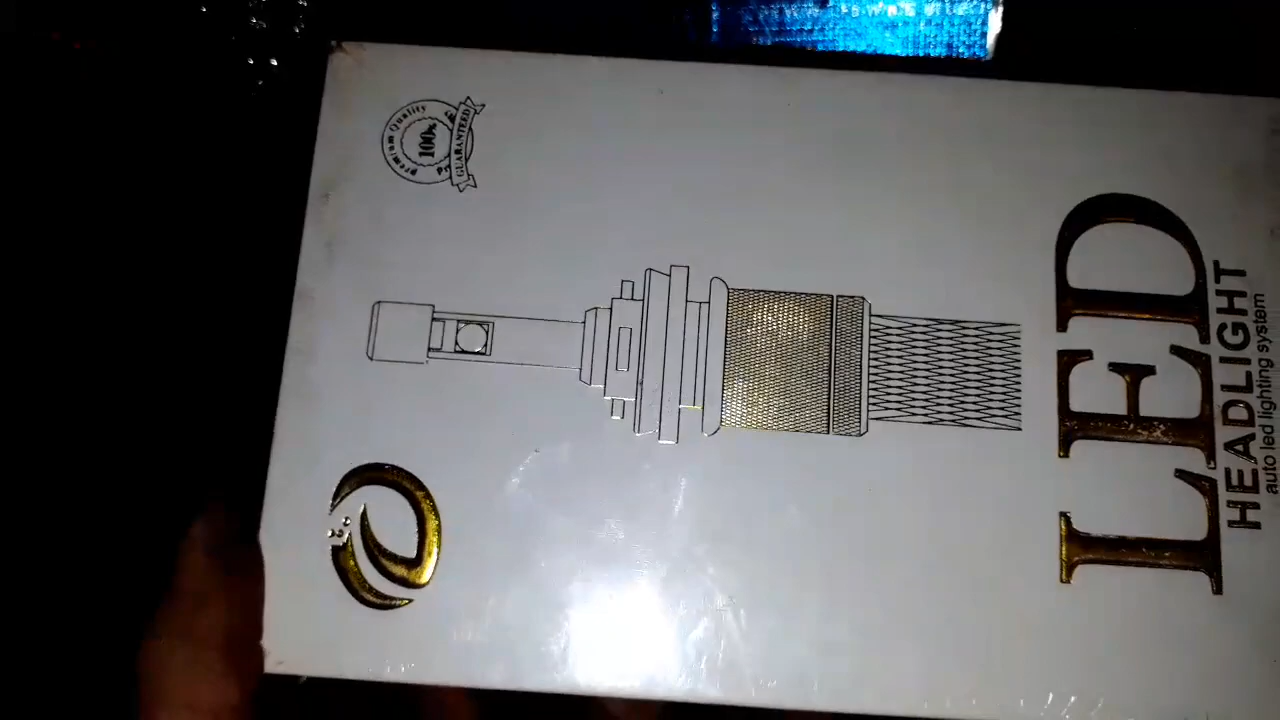 Premium Quality
100%
GUARANTEED
LED
HEADLIGHT
auto led lighting system